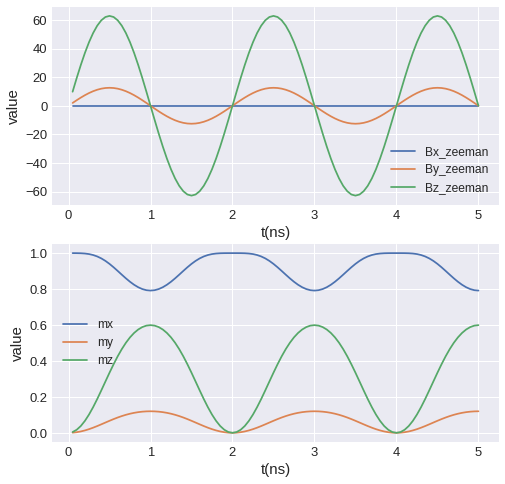 60
40
20
0
−20
−40
−60
value
Bx_zeeman
By_zeeman
Bz_zeeman
0 1 2 3 4 5
t(ns)
1.0
0.8
0.6
0.4
0.2
0.0
value
mx
my
mz
0 1 2 3 4 5
t(ns)